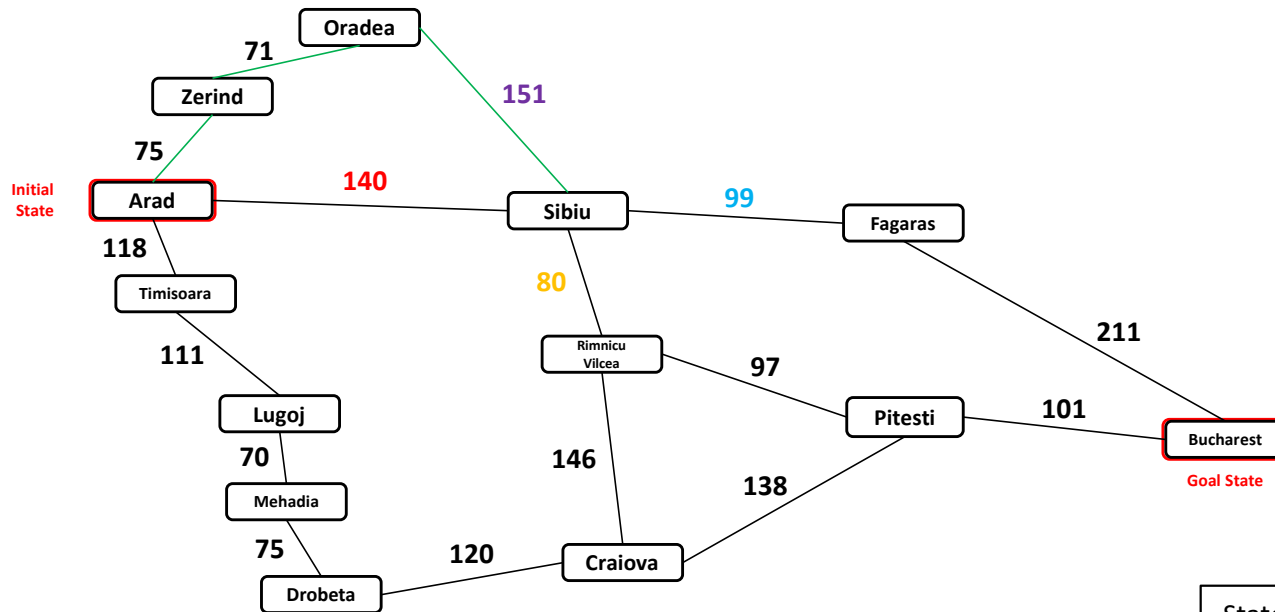 Oradea
71
Zerind
151
75
Initial
State
Arad
140
Sibiu
99
Fagaras
118
Timisoara
80
111
Rimnicu
Vilcea
97
211
Lugoj
Pitesti
101
Bucharest
70
146
138
Goal State
Mehadia
75
120
Craiova
Drobeta